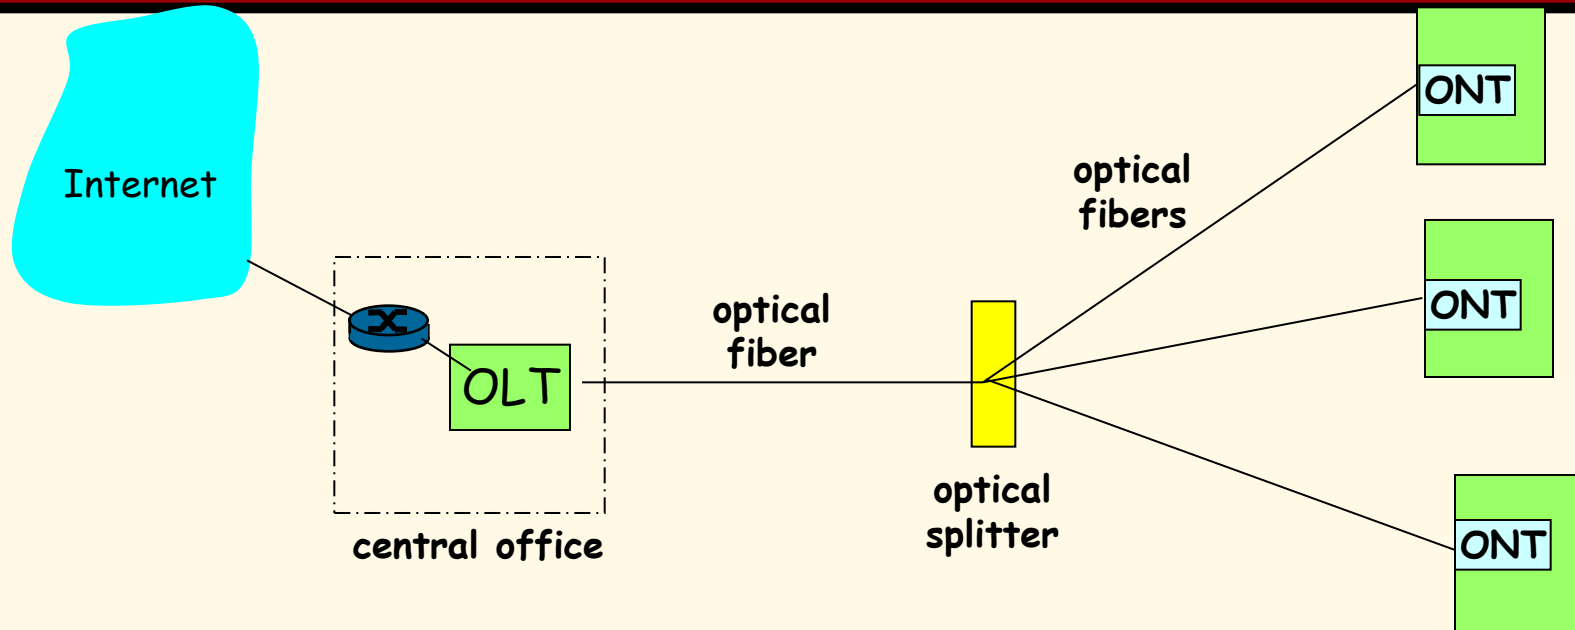 Internet
central office
OLT
optical
fiber
optical
splitter
optical
fibers
ONT
ONT
ONT